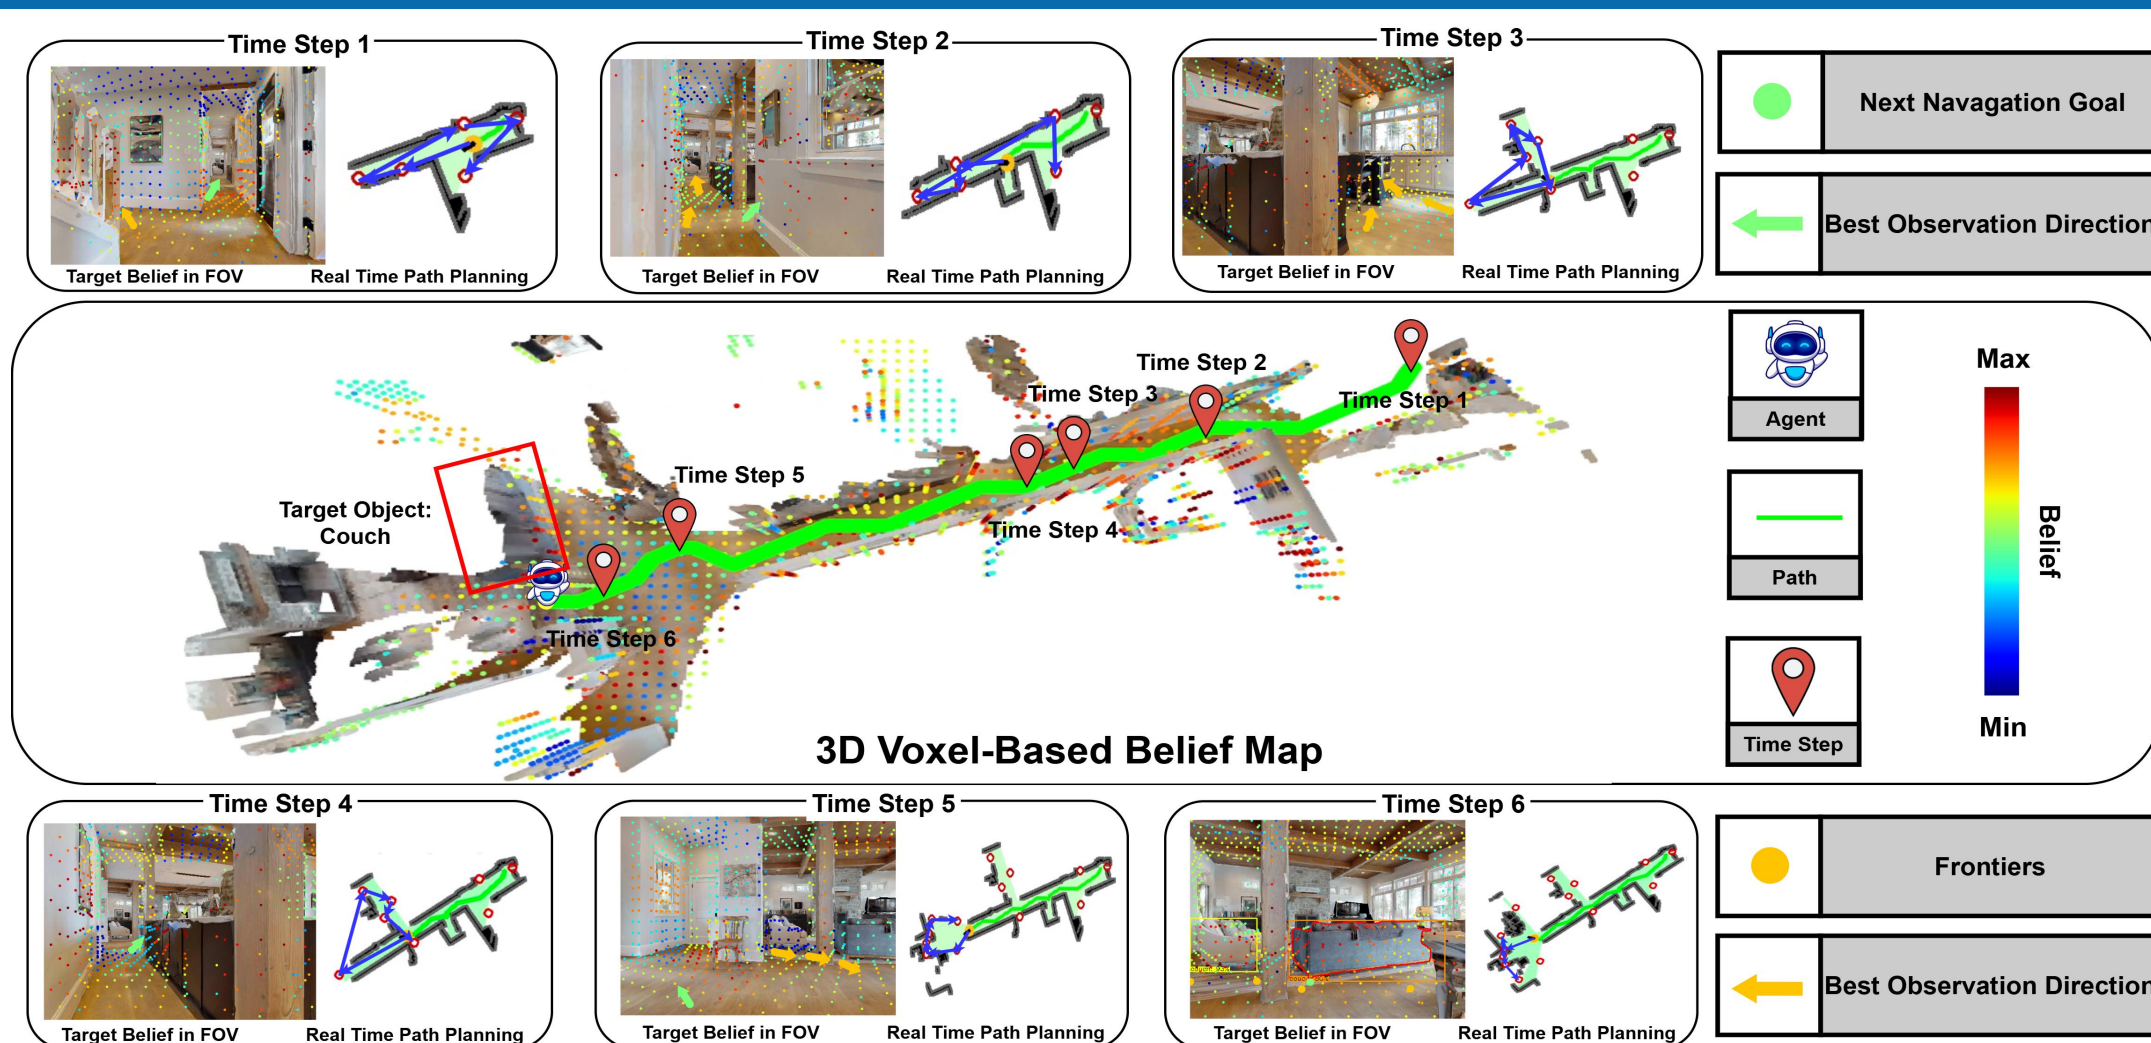 Time Step 1
Target Belief in FOV
Real Time Path Planning
Time Step 2
Target Belief in FOV
Real Time Path Planning
Time Step 3
Target Belief in FOV
Real Time Path Planning
Next Navagation Goal
Best Observation Direction
Time Step 1
Time Step 2
Time Step 3
Time Step 4
Time Step 5
Time Step 6
Target Object:
Couch
3D Voxel-Based Belief Map
Agent
Path
Time Step
Max
Belief
Min
Time Step 4
Target Belief in FOV
Real Time Path Planning
Time Step 5
Target Belief in FOV
Real Time Path Planning
Time Step 6
Target Belief in FOV
Real Time Path Planning
Frontiers
Best Observation Direction